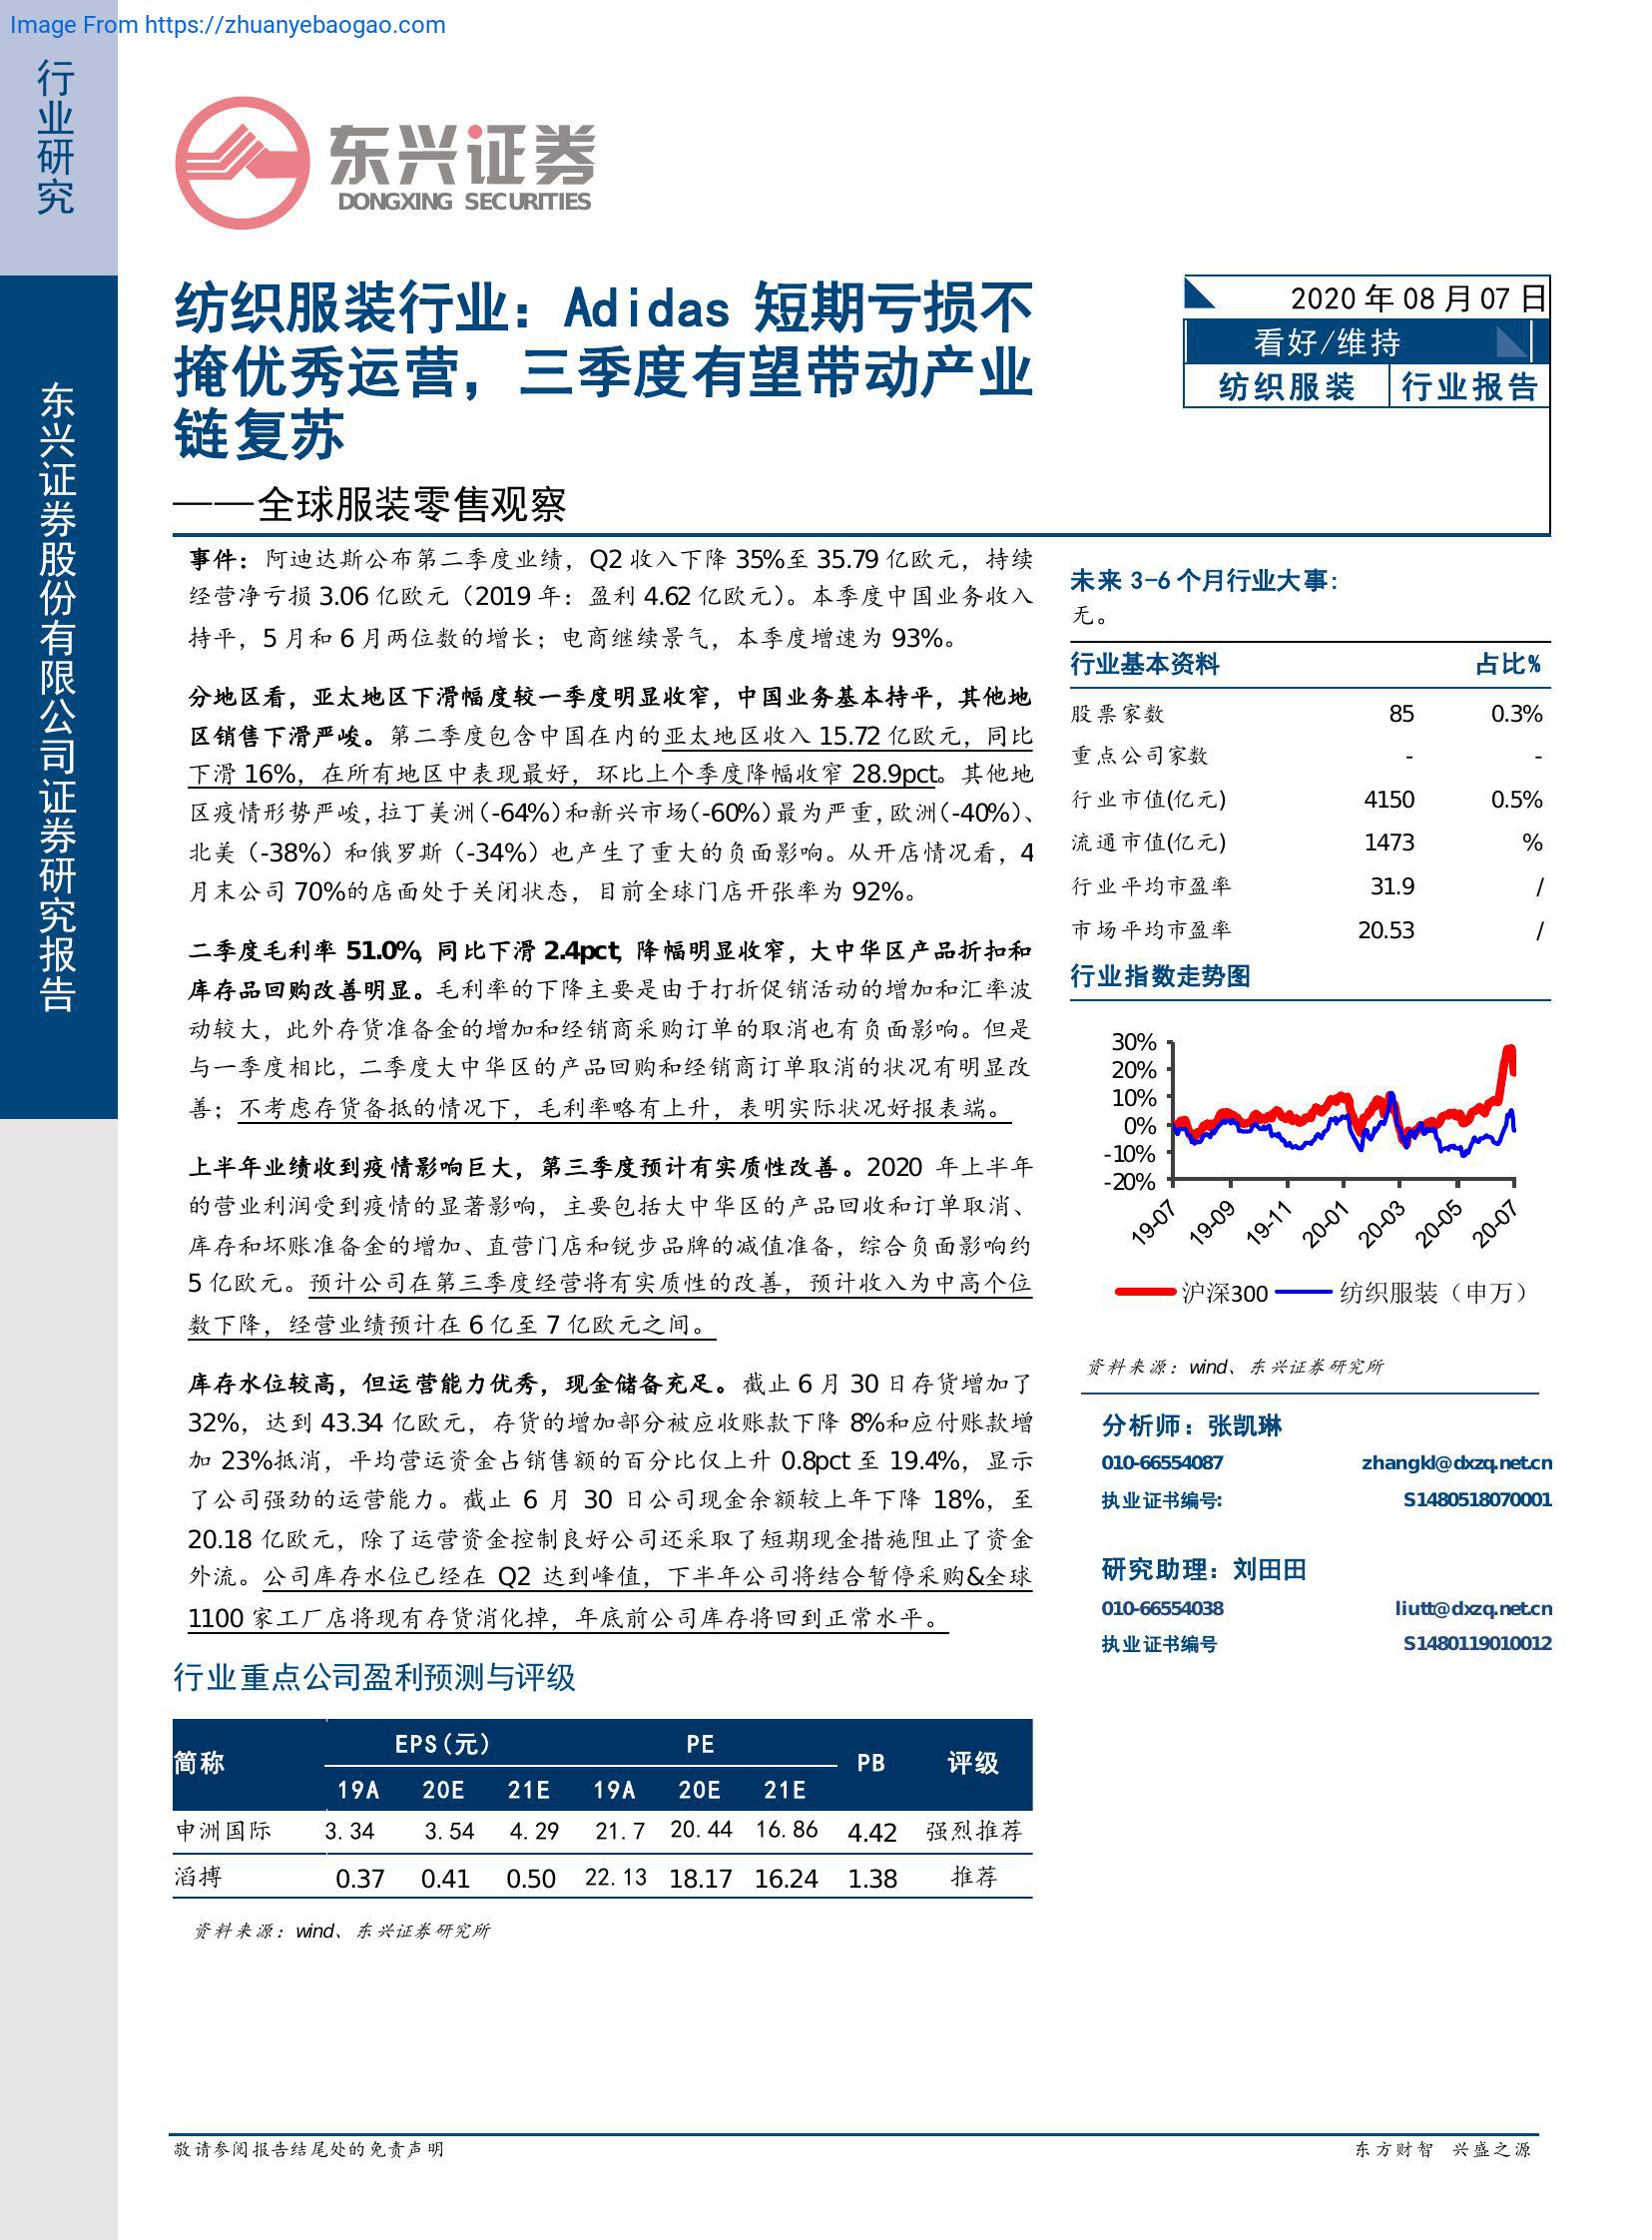 Image From https://zhuanyebaogao.com
行业研究
东兴证券股份有限公司证券研究报告
东兴证券
DONGXING SECURITIES
纺织服装行业：Adidas 短期亏损不
掩优秀运营，三季度有望带动产业
链复苏
——全球服装零售观察
2020 年 08 月 07 日
看好/维持
纺织服装 行业报告
事件：阿迪达斯公布第二季度业绩，Q2 收入下降 35%至 35.79 亿欧元，持续
经营净亏损 3.06 亿欧元（2019 年：盈利 4.62 亿欧元）。本季度中国业务收入
持平，5 月和 6 月两位数的增长；电商继续景气，本季度增速为 93%。
分地区看，亚太地区下滑幅度较一季度明显收窄，中国业务基本持平，其他地
区销售下滑严峻。第二季度包含中国在内的亚太地区收入 15.72 亿欧元，同比
下滑 16%，在所有地区中表现最好，环比上个季度降幅收窄 28.9pct。其他地
区疫情形势严峻，拉丁美洲（-64%）和新兴市场（-60%）最为严重，欧洲（-40%）、
北美（-38%）和俄罗斯（-34%）也产生了重大的负面影响。从开店情况看，4
月末公司 70%的店面处于关闭状态，目前全球门店开张率为 92%。
二季度毛利率 51.0%，同比下滑 2.4pct，降幅明显收窄，大中华区产品折扣和
库存品回购改善明显。毛利率的下降主要是由于打折促销活动的增加和汇率波
动较大，此外存货准备金的增加和经销商采购订单的取消也有负面影响。但是
与一季度相比，二季度大中华区的产品回购和经销商订单取消的状况有明显改
善；不考虑存货备抵的情况下，毛利率略有上升，表明实际状况好报表端。
上半年业绩收到疫情影响巨大，第三季度预计有实质性改善。2020 年上半年
的营业利润受到疫情的显著影响，主要包括大中华区的产品回收和订单取消、
库存和坏账准备金的增加、直营门店和锐步品牌的减值准备，综合负面影响约
5 亿欧元。预计公司在第三季度经营将有实质性的改善，预计收入为中高个位
数下降，经营业绩预计在 6 亿至 7 亿欧元之间。
库存水位较高，但运营能力优秀，现金储备充足。截止 6 月 30 日存货增加了
32%，达到 43.34 亿欧元，存货的增加部分被应收账款下降 8%和应付账款增
加 23%抵消，平均营运资金占销售额的百分比仅上升 0.8pct 至 19.4%，显示
了公司强劲的运营能力。截止 6 月 30 日公司现金余额较上年下降 18%，至
20.18 亿欧元，除了运营资金控制良好公司还采取了短期现金措施阻止了资金
外流。公司库存水位已经在 Q2 达到峰值，下半年公司将结合暂停采购&全球
1100 家工厂店将现有存货消化掉，年底前公司库存将回到正常水平。
行业重点公司盈利预测与评级
简称 EPS(元) PE PB 评级
19A 20E 21E 19A 20E 21E
申洲国际 3.34 3.54 4.29 21.7 20.44 16.86 4.42 强烈推荐
滔搏 0.37 0.41 0.50 22.13 18.17 16.24 1.38 推荐
资料来源：wind、东兴证券研究所
未来 3-6 个月行业大事:
无。
行业基本资料 占比%
股票家数 85 0.3%
重点公司家数 - -
行业市值(亿元) 4150 0.5%
流通市值(亿元) 1473 %
行业平均市盈率 31.9 /
市场平均市盈率 20.53 /
行业指数走势图
30%
20%
10%
0%
-10%
-20%
19-07 19-09 19-11 20-01 20-03 20-05 20-07
沪深300 纺织服装（申万）
资料来源：wind、东兴证券研究所
分析师：张凯琳
010-66554087 zhangkl@dxzq.net.cn
执业证书编号: S1480518070001
研究助理：刘田田
010-66554038 liutt@dxzq.net.cn
执业证书编号 S1480119010012
敬请参阅报告结尾处的免责声明
东方财智 兴盛之源